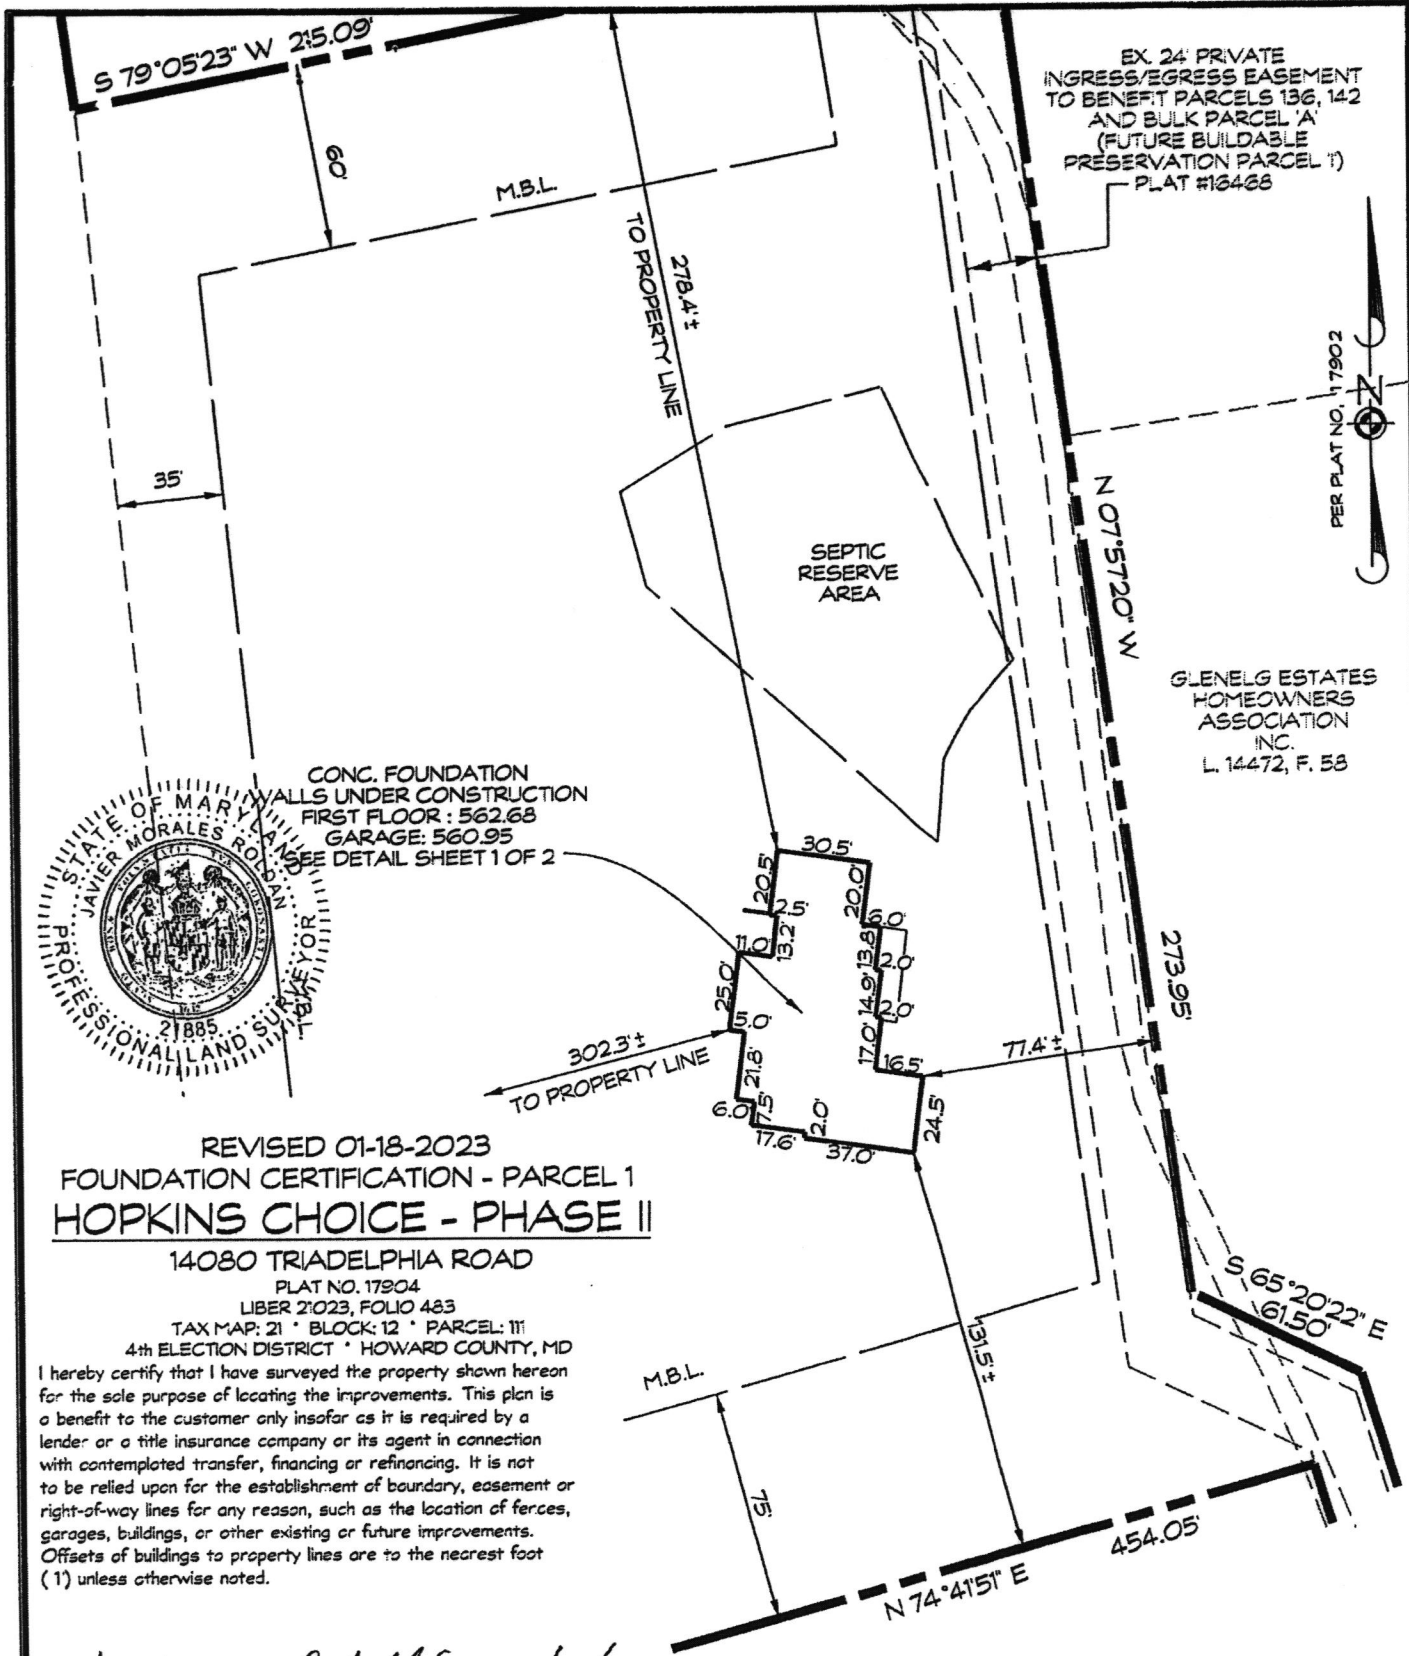 S 79°05'23" W 215.09'
EX. 24' PRIVATE
INGRESS/EGRESS EASEMENT
TO BENEFIT PARCELS 136, 142
AND BULK PARCEL 'A'
(FUTURE BUILDABLE
PRESERVATION PARCEL '1')
PLAT #16468
60'
M.B.L.
278.4'±
TO PROPERTY LINE
PER PLAT NO. 17902
N
35'
N 07°57'20" W
SEPTIC
RESERVE
AREA
GLENELG ESTATES
HOMEOWNERS
ASSOCIATION
INC.
L. 14472, F. 58
CONC. FOUNDATION
WALLS UNDER CONSTRUCTION
FIRST FLOOR : 562.68
GARAGE: 560.95
SEE DETAIL SHEET 1 OF 2
STATE OF MARYLAND
JAVIER MORALES ROLDAN
21885
PROFESSIONAL LAND SURVEYOR
M.B.L.
30.5'
20.5'
20.0'
2.5'
6.0'
11.0'
13.2'
13.8'
2.0'
25.0'
14.9'
2.0'
5.0'
17.0'
16.5'
273.95'
77.4'±
302.3'±
TO PROPERTY LINE
21.8'
6.0'
7.5'
2.0'
24.5'
17.6'
37.0'
REVISED 01-18-2023
FOUNDATION CERTIFICATION - PARCEL 1
HOPKINS CHOICE - PHASE II
14080 TRIADELPHIA ROAD
PLAT NO. 17904
LIBER 21023, FOLIO 483
TAX MAP: 21 * BLOCK: 12 * PARCEL: 111
4th ELECTION DISTRICT * HOWARD COUNTY, MD
I hereby certify that I have surveyed the property shown hereon
for the sole purpose of locating the improvements. This plan is
a benefit to the customer only insofar as it is required by a
lender or a title insurance company or its agent in connection
with contemplated transfer, financing or refinancing. It is not
to be relied upon for the establishment of boundary, easement or
right-of-way lines for any reason, such as the location of fences,
garages, buildings, or other existing or future improvements.
Offsets of buildings to property lines are to the nearest foot
( 1') unless otherwise noted.
S 65°20'22" E
61.50'
131.5'±
M.B.L.
75'
454.05'
N 74°41'51" E